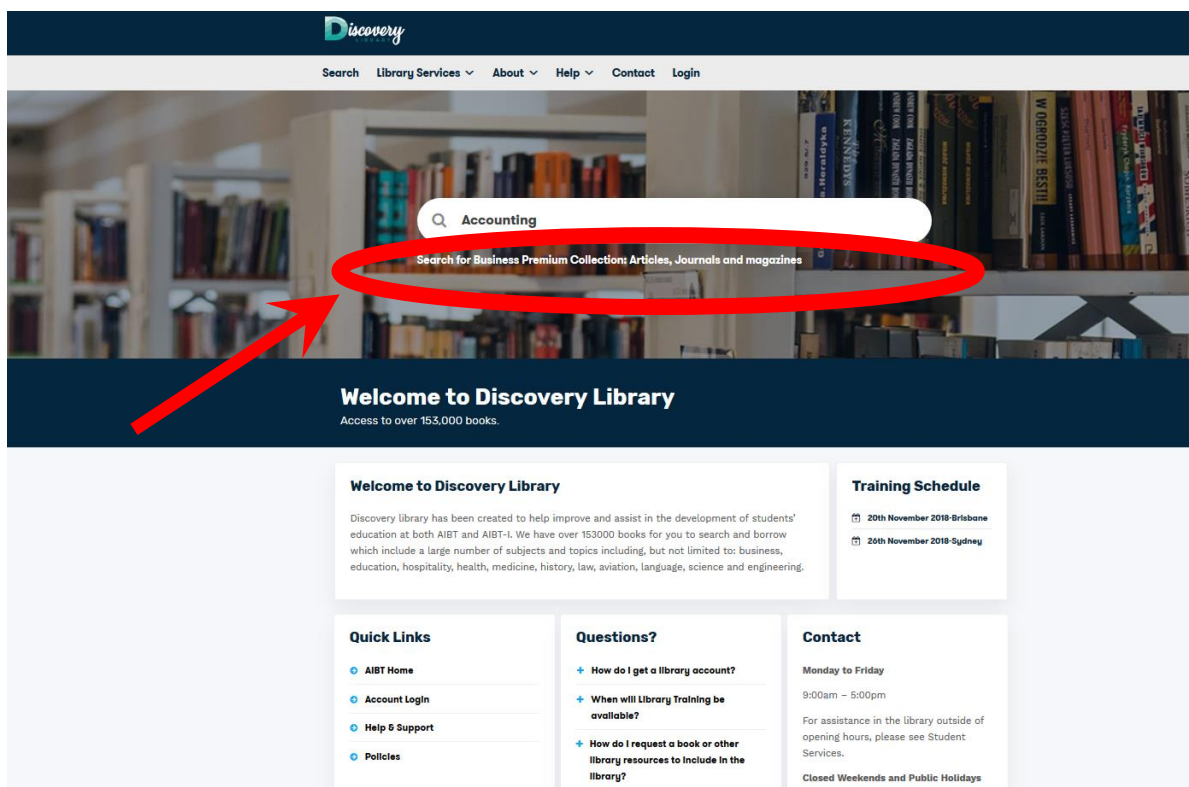 Discovery
LIBRARY
Search Library Services About Help Contact Login
KENNEDYS
W OGRODZIE BESTII
Accounting
Search for Business Premium Collection: Articles, Journals and magazines
Welcome to Discovery Library
Access to over 153,000 books.
Welcome to Discovery Library
Discovery library has been created to help improve and assist in the development of students'
education at both AIBT and AIBT-I. We have over 153000 books for you to search and borrow
which include a large number of subjects and topics including, but not limited to: business,
education, hospitality, health, medicine, history, law, aviation, language, science and engineering.
Training Schedule
20th November 2018-Brisbane
26th November 2018-Sydney
Quick Links
AIBT Home
Account Login
Help & Support
Policies
Questions?
How do I get a library account?
When will Library Training be
available?
How do I request a book or other
library resources to include in the
library?
Contact
Monday to Friday
9:00am – 5:00pm
For assistance in the library outside of
opening hours, please see Student
Services.
Closed Weekends and Public Holidays